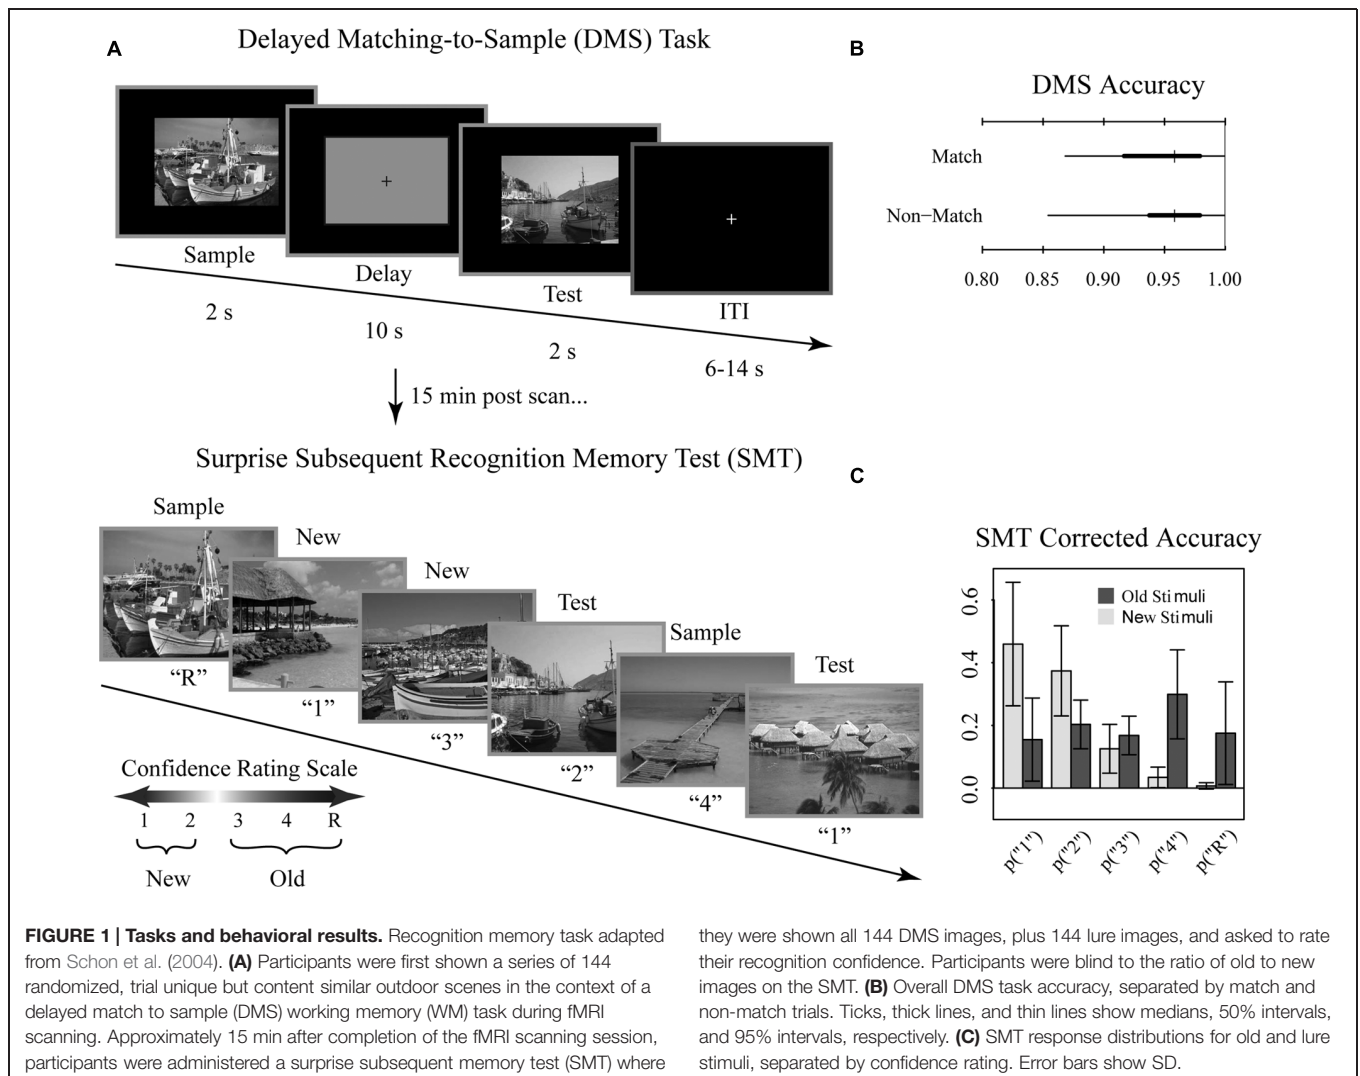 A
Delayed Matching-to-Sample (DMS) Task
Sample
Delay
Test
ITI
2 s
10 s
2 s
6-14 s
15 min post scan...
B
DMS Accuracy
Match
Non−Match
0.80 0.85 0.90 0.95 1.00
Surprise Subsequent Recognition Memory Test (SMT)
Sample
New
New
Test
Sample
Test
“R”
“1”
“3”
“2”
“4”
“1”
Confidence Rating Scale
1 2 3 4 R
New Old
C
SMT Corrected Accuracy
Old Stimuli
New Stimuli
0.6
0.4
0.2
0.0
p("1") p("2") p("3") p("4") p("R")
FIGURE 1 | Tasks and behavioral results. Recognition memory task adapted
from Schon et al. (2004). (A) Participants were first shown a series of 144
randomized, trial unique but content similar outdoor scenes in the context of a
delayed match to sample (DMS) working memory (WM) task during fMRI
scanning. Approximately 15 min after completion of the fMRI scanning session,
participants were administered a surprise subsequent memory test (SMT) where
they were shown all 144 DMS images, plus 144 lure images, and asked to rate
their recognition confidence. Participants were blind to the ratio of old to new
images on the SMT. (B) Overall DMS task accuracy, separated by match and
non-match trials. Ticks, thick lines, and thin lines show medians, 50% intervals,
and 95% intervals, respectively. (C) SMT response distributions for old and lure
stimuli, separated by confidence rating. Error bars show SD.